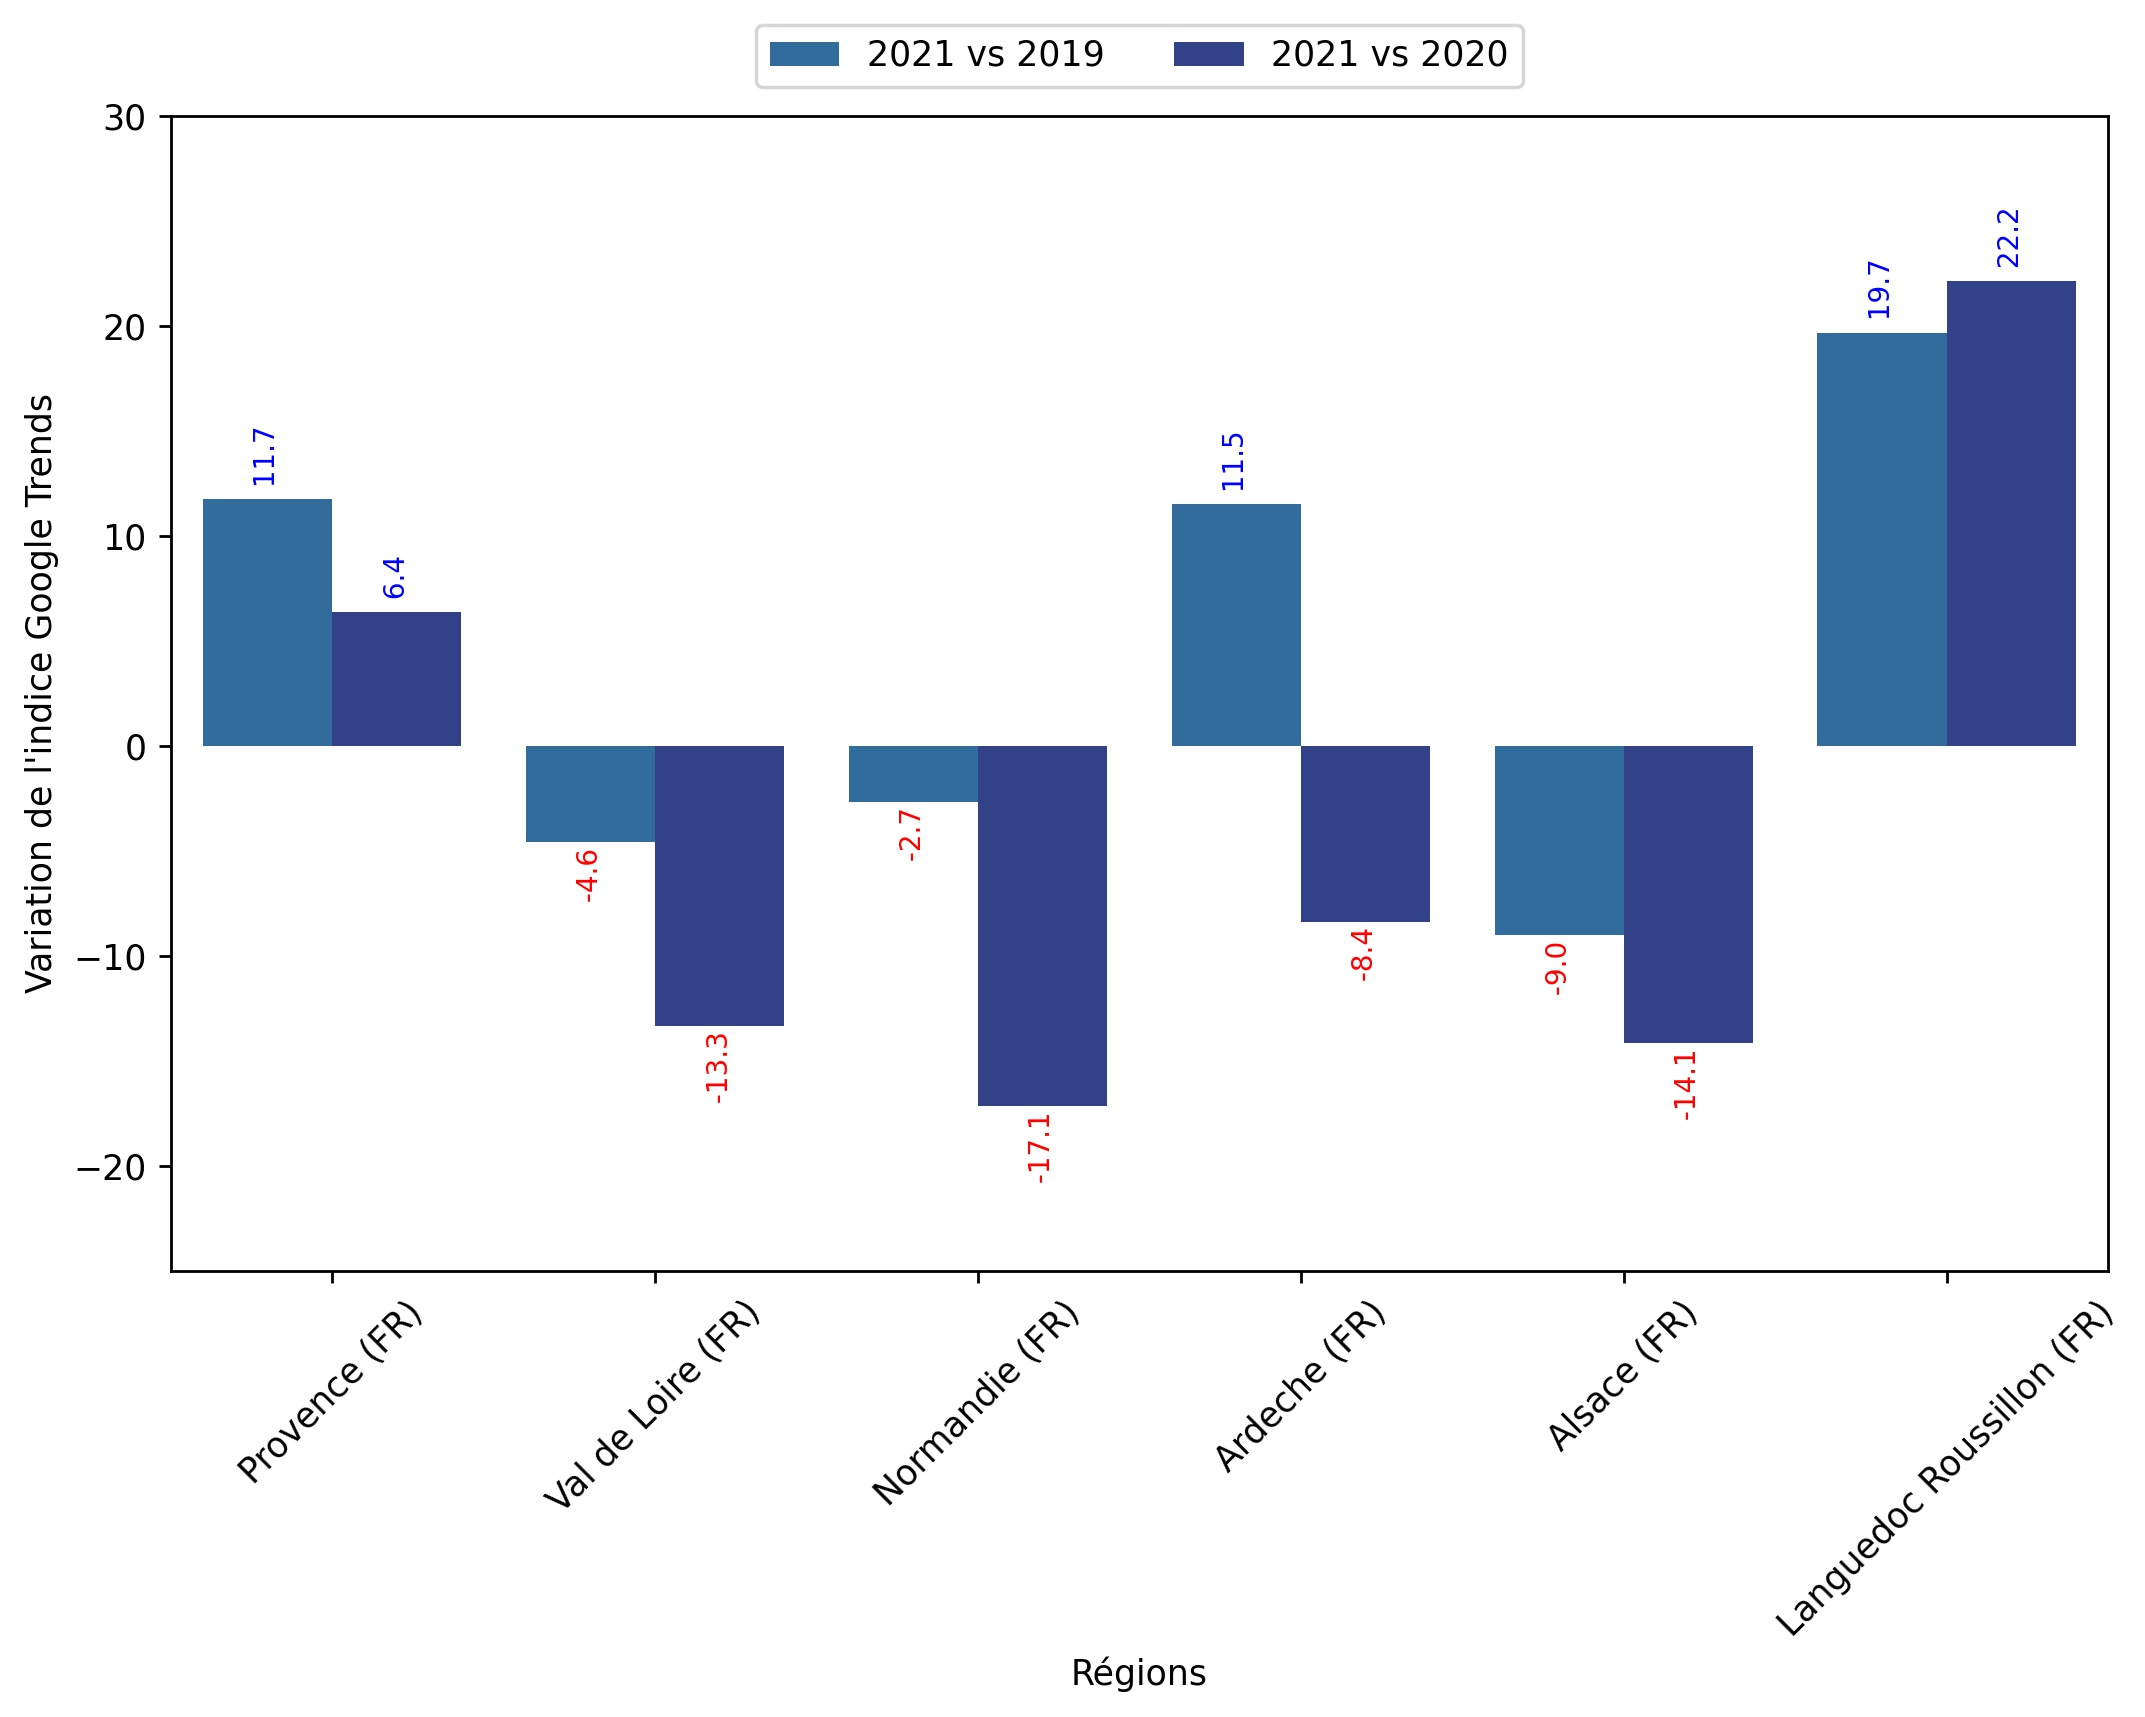 2021 vs 2019
2021 vs 2020
Variation de l'indice Google Trends
30
20
10
0
−10
−20
11.7
6.4
-4.6
-13.3
-2.7
-17.1
11.5
-8.4
-9.0
-14.1
19.7
22.2
Provence (FR)
Val de Loire (FR)
Normandie (FR)
Ardeche (FR)
Alsace (FR)
Languedoc Roussillon (FR)
Régions